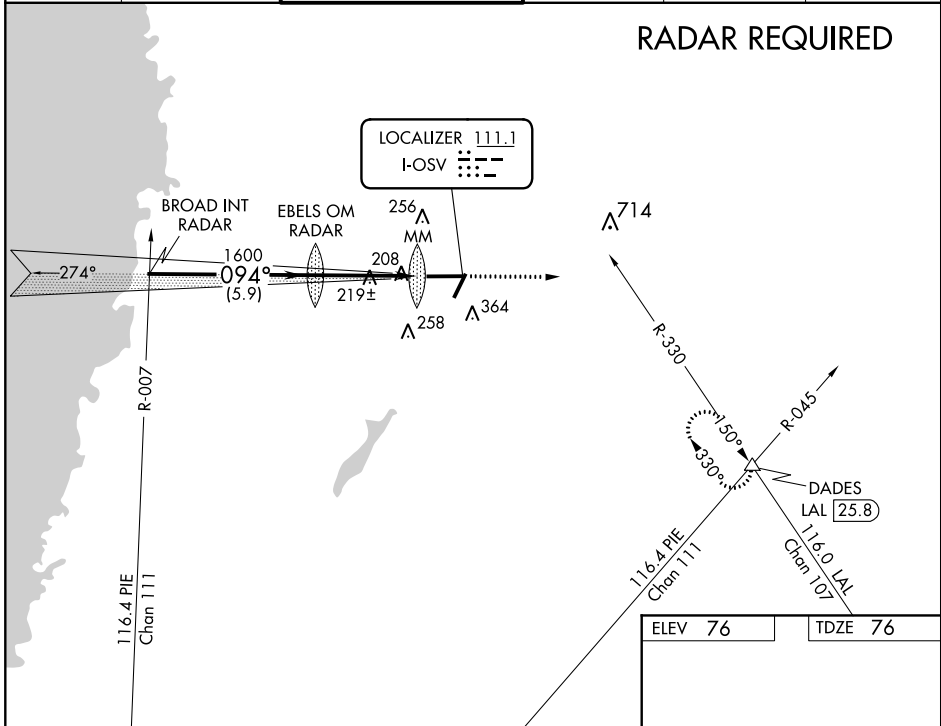 RADAR REQUIRED
LOCALIZER 111.1
I-OSV
BROAD INT
RADAR
EBELS OM
RADAR
256
MM
714
1600
208
274°
094°
(5.9)
219±
364
258
R-007
R-330
R-045
150°
330°
DADES
LAL 25.8
116.4 PIE
Chan 111
116.4 PIE
Chan 111
116.0 LAL
Chan 107
ELEV 76
TDZE 76